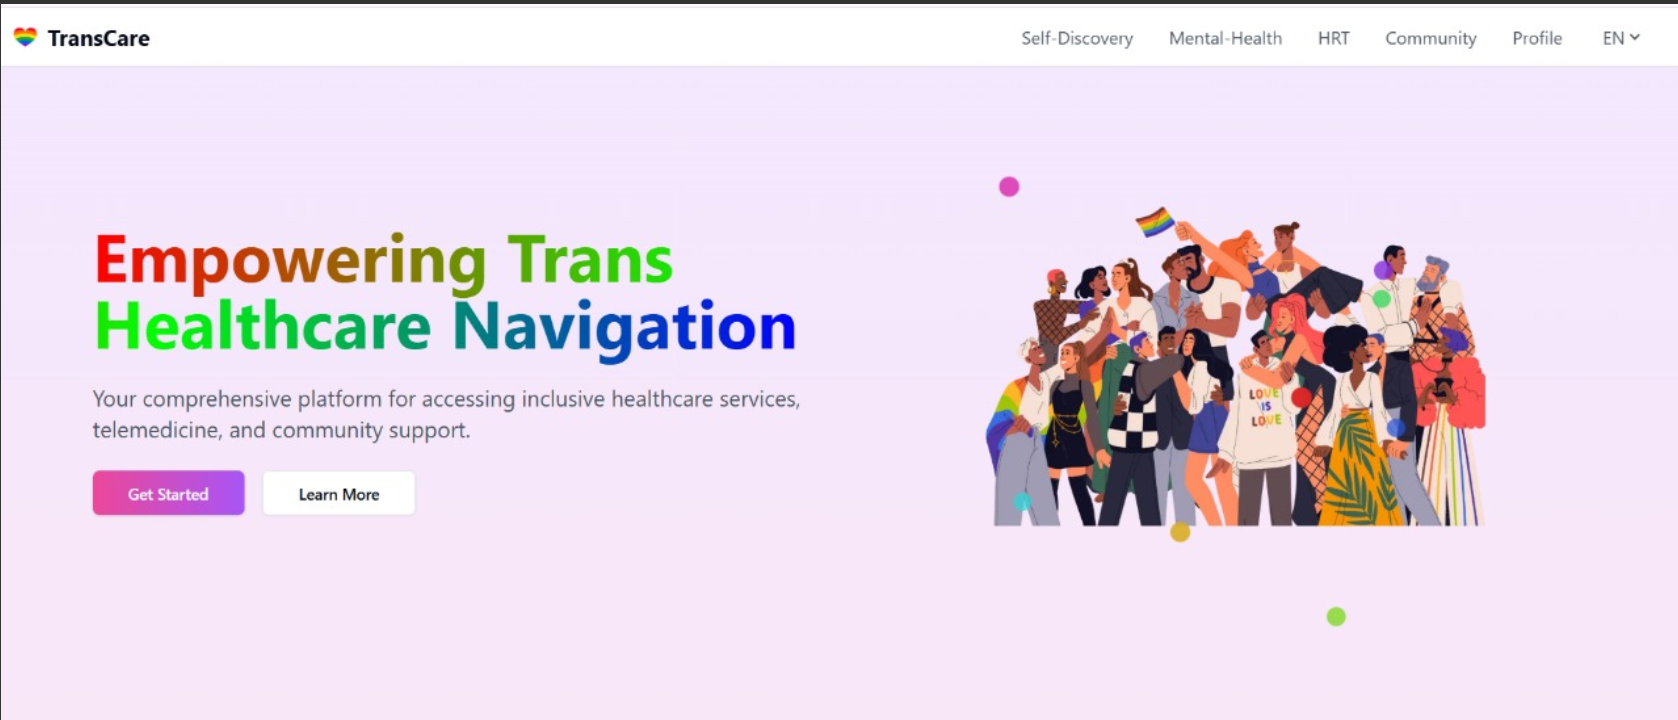 TransCare
Self-Discovery
Mental-Health
HRT
Community
Profile
EN
Empowering Trans
Healthcare Navigation
Your comprehensive platform for accessing inclusive healthcare services,
telemedicine, and community support.
Get Started
Learn More
LOVE
IS
LOVE